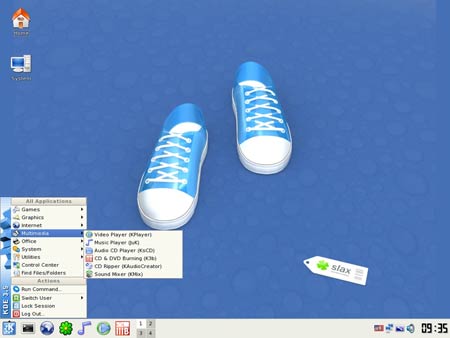 Home
System
All Applications
Games
Graphics
Internet
Multimedia
Office
System
Utilities
Control Center
Find Files/Folders
Actions
Run Command...
Switch User
Lock Session
Log Out...
Video Player (KPlayer)
Music Player (JuK)
Audio CD Player (KsCD)
CD & DVD Burning (K3b)
CD Ripper (KAudioCreator)
Sound Mixer (KMix)
KDE 3.5
slax
1 2
3 4
09:35